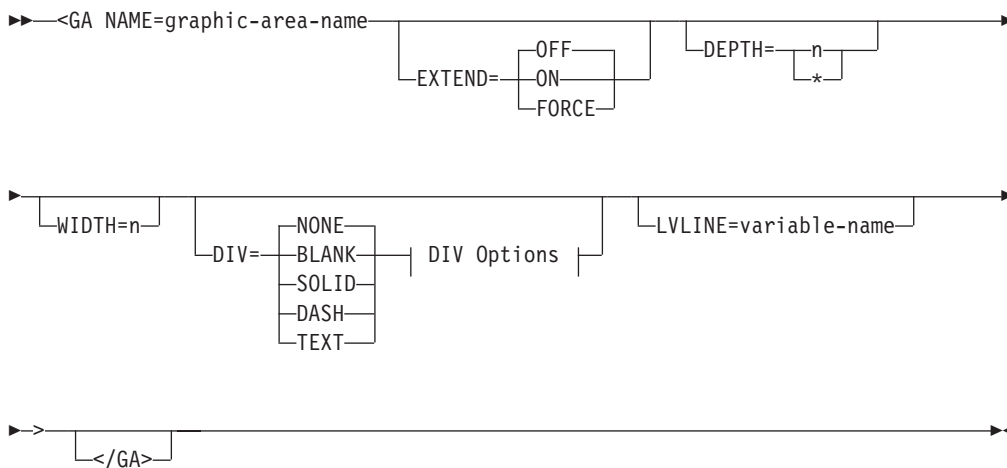 <GA NAME=graphic-area-name
OFF
EXTEND= ON
FORCE
DEPTH= n
*
WIDTH=n
NONE
DIV= BLANK DIV Options
SOLID
DASH
TEXT
LVLINE=variable-name
>
</GA>